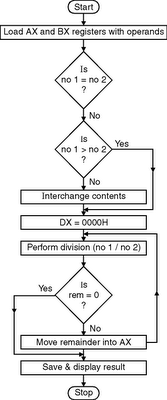 Start
Load AX and BX registers with operands
Is
no 1 = no 2
?
No
Is
no 1 > no 2
?
Yes
No
Interchange contents
DX = 0000H
Perform division (no 1 / no 2)
Is
rem = 0
?
Yes
No
Move remainder into AX
Save & display result
Stop